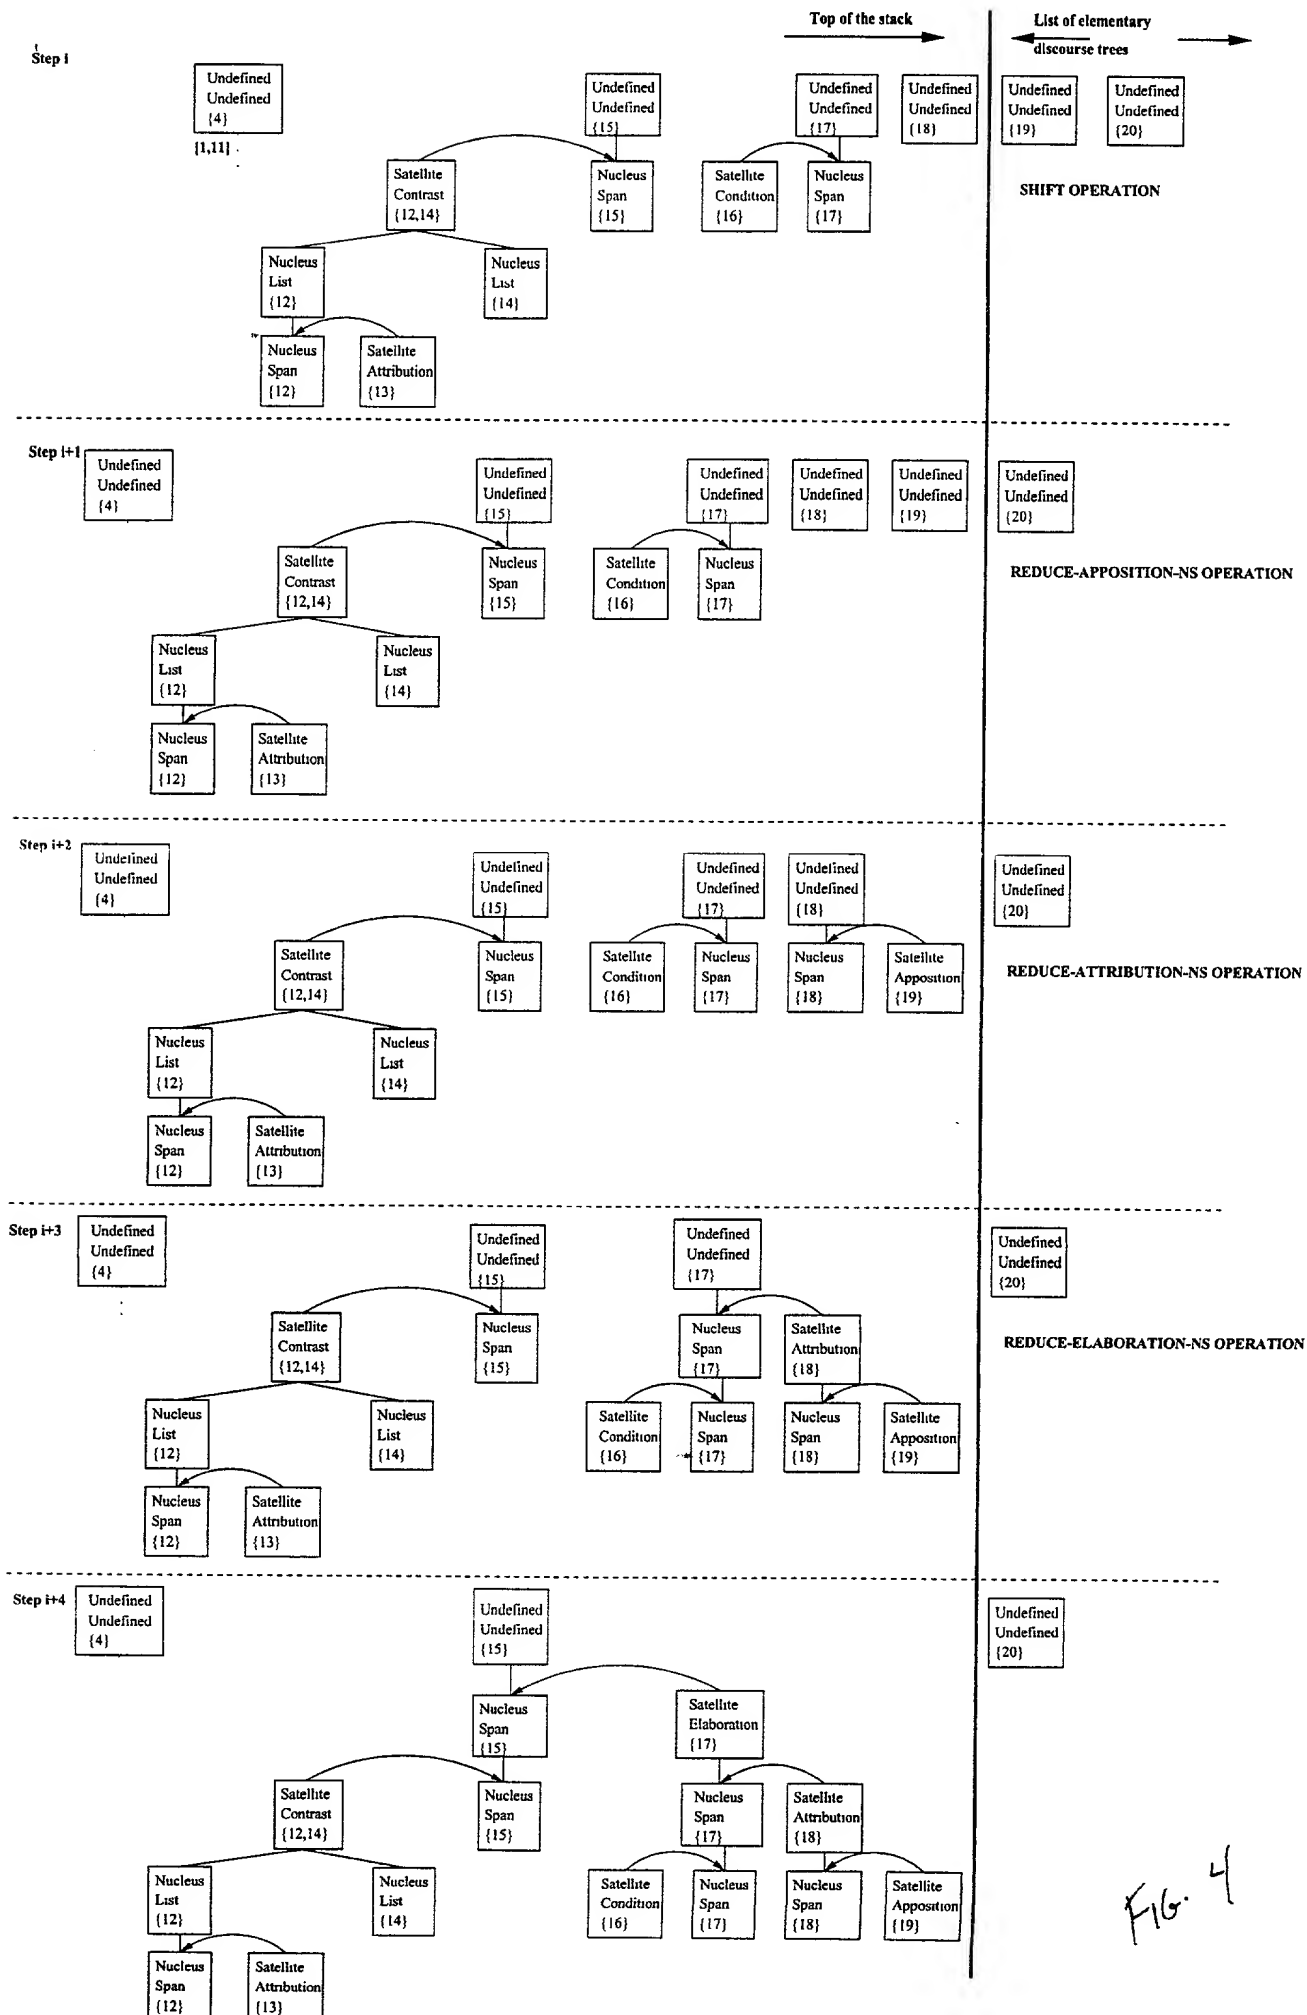 Top of the stack
List of elementary
discourse trees
Step i
Undefined
Undefined
{4}
[1,11]
Undefined
Undefined
{15}
Undefined
Undefined
{17}
Undefined
Undefined
{18}
Undefined
Undefined
{19}
Undefined
Undefined
{20}
SHIFT OPERATION
Satellite
Contrast
{12,14}
Nucleus
Span
{15}
Satellite
Condition
{16}
Nucleus
Span
{17}
Nucleus
List
{12}
Nucleus
List
{14}
Nucleus
Span
{12}
Satellite
Attribution
{13}
Step i+1
Undefined
Undefined
{4}
Undefined
Undefined
{15}
Undefined
Undefined
{17}
Undefined
Undefined
{18}
Undefined
Undefined
{19}
Undefined
Undefined
{20}
REDUCE-APPOSITION-NS OPERATION
Satellite
Contrast
{12,14}
Nucleus
Span
{15}
Satellite
Condition
{16}
Nucleus
Span
{17}
Nucleus
List
{12}
Nucleus
List
{14}
Nucleus
Span
{12}
Satellite
Attribution
{13}
Step i+2
Undefined
Undefined
{4}
Undefined
Undefined
{15}
Undefined
Undefined
{17}
Undefined
Undefined
{18}
Undefined
Undefined
{20}
REDUCE-ATTRIBUTION-NS OPERATION
Satellite
Contrast
{12,14}
Nucleus
Span
{15}
Satellite
Condition
{16}
Nucleus
Span
{17}
Nucleus
Span
{18}
Satellite
Apposition
{19}
Nucleus
List
{12}
Nucleus
List
{14}
Nucleus
Span
{12}
Satellite
Attribution
{13}
Step i+3
Undefined
Undefined
{4}
Undefined
Undefined
{15}
Undefined
Undefined
{17}
Undefined
Undefined
{20}
REDUCE-ELABORATION-NS OPERATION
Satellite
Contrast
{12,14}
Nucleus
Span
{15}
Nucleus
Span
{17}
Satellite
Attribution
{18}
Nucleus
List
{12}
Nucleus
List
{14}
Satellite
Condition
{16}
Nucleus
Span
{17}
Nucleus
Span
{18}
Satellite
Apposition
{19}
Nucleus
Span
{12}
Satellite
Attribution
{13}
Step i+4
Undefined
Undefined
{4}
Undefined
Undefined
{15}
Undefined
Undefined
{20}
Nucleus
Span
{15}
Satellite
Elaboration
{17}
Satellite
Contrast
{12,14}
Nucleus
Span
{15}
Nucleus
Span
{17}
Satellite
Attribution
{18}
Nucleus
List
{12}
Nucleus
List
{14}
Satellite
Condition
{16}
Nucleus
Span
{17}
Nucleus
Span
{18}
Satellite
Apposition
{19}
Nucleus
Span
{12}
Satellite
Attribution
{13}
FIG. 4